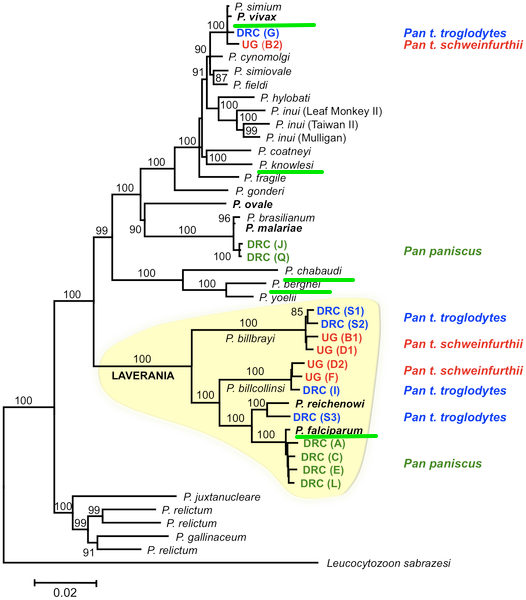 P. simium
100
P. vivax
DRC (G) Pan t. troglodytes
90 UG (B2) Pan t. schweinfurthii
P. cynomolgi
91 P. simiovale
87
P. fieldi
P. hylobati
100 P. inui (Leaf Monkey II)
100 P. inui (Taiwan II)
99
P. inui (Mulligan)
P. coatneyi
100
100 P. knowlesi
P. fragile
100 P. gonderi
P. ovale
96 P. brasilianum
99 90 100 P. malariae
DRC (J) Pan paniscus
100 DRC (Q)
P. chabaudi
100
P. berghei
100
P. yoelii
100
85 DRC (S1) Pan t. troglodytes
100 DRC (S2)
P. billbrayi UG (B1) Pan t. schweinfurthii
UG (D1)
100 UG (D2)
LAVERANIA 100 Pan t. schweinfurthii
P. billcollinsi UG (F)
DRC (I) Pan t. troglodytes
100 P. reichenowi
100
DRC (S3) Pan t. troglodytes
100 P. falciparum
100 DRC (A)
DRC (C) Pan paniscus
DRC (E)
DRC (L)
P. juxtanucleare
100
99 P. relictum
99 P. relictum
P. gallinaceum
91 P. relictum
Leucocytozoon sabrazesi
0.02